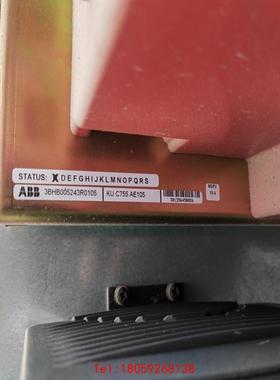 STATUS: X DEFGHIJKLMNOPQRS
ABB 3BHB005243R0105 KU C755 AE105
Tel:18059268138